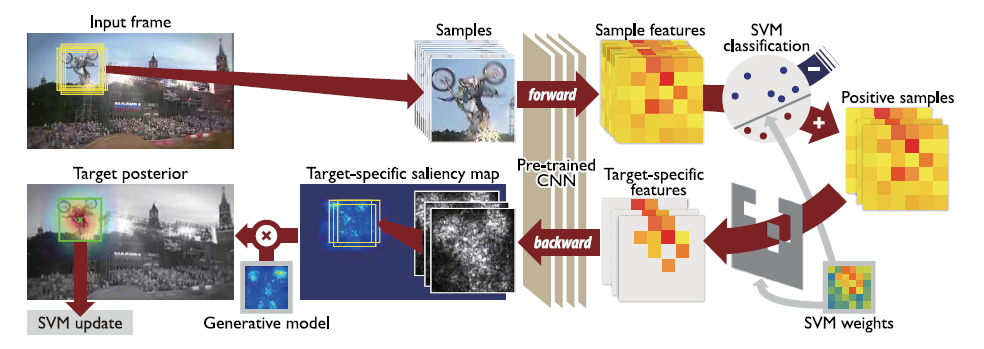 Input frame
Samples
Sample features
SVM
classification
Positive samples
forward
–
+
Pre-trained
CNN
Target posterior
Target-specific saliency map
Target-specific
features
backward
×
SVM update
Generative model
SVM weights